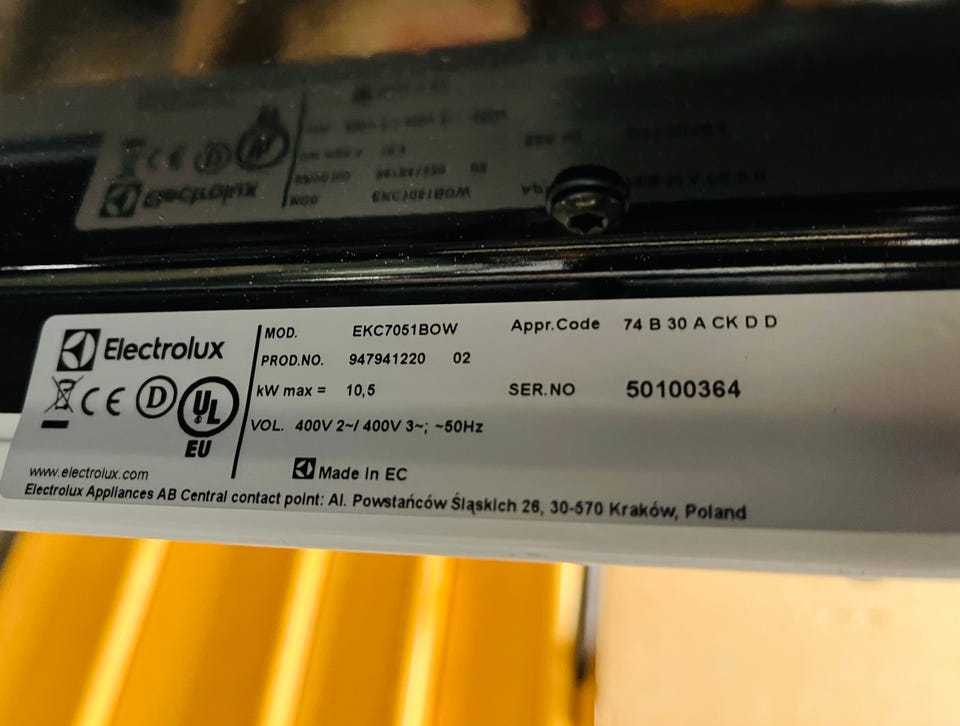 Electrolux
MOD. EKC7051BOW Appr.Code 74 B 30 A CK D D
PROD.NO. 947941220 02
kW max = 10,5 SER.NO 50100364
CE D UL
EU
VOL. 400V 2~/ 400V 3~; ~50Hz
www.electrolux.com
Made in EC
Electrolux Appliances AB Central contact point: Al. Powstańców Śląskich 26, 30-570 Kraków, Poland